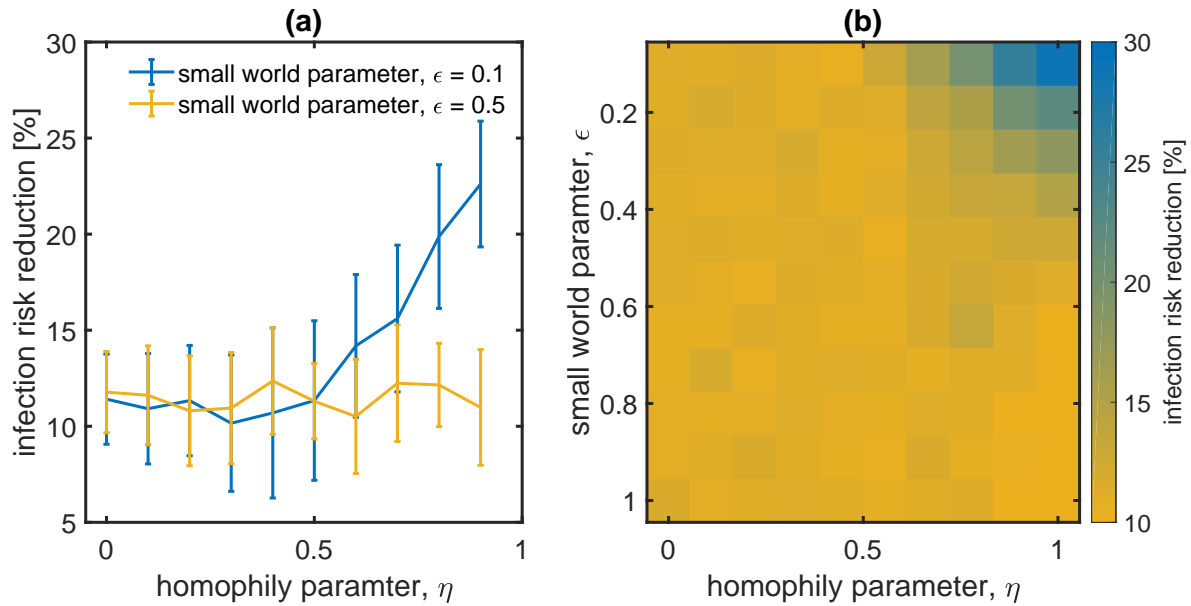 (a)
30
25
20
15
10
5
infection risk reduction [%]
small world parameter, ϵ = 0.1
small world parameter, ϵ = 0.5
0
0.5
1
homophily paramter, η
(b)
small world paramter, ϵ
0.2
0.4
0.6
0.8
1
0
0.5
1
homophily parameter, η
30
25
20
15
10
infection risk reduction [%]